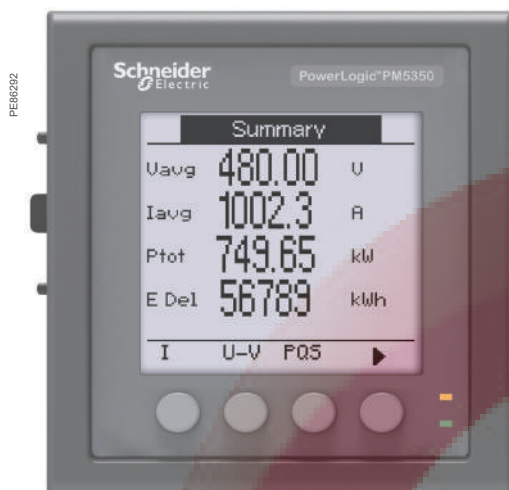 PE86292
Schneider
Electric
PowerLogic™PM5350
Summary
Vavg 480.00 V
Iavg 1002.3 A
Ptot 749.65 kW
E Del 56789 kWh
I U-V PQS